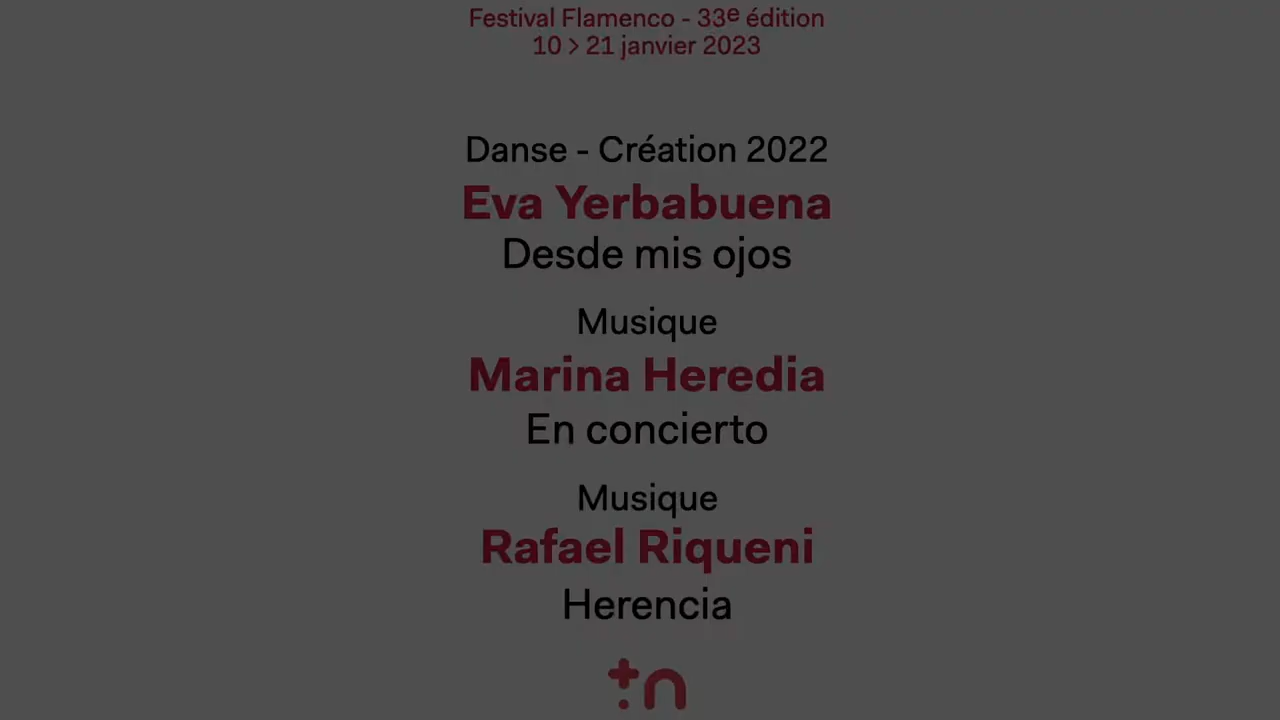 Festival Flamenco - 33e édition
10 > 21 janvier 2023
Danse - Création 2022
Eva Yerbabuena
Desde mis ojos
Musique
Marina Heredia
En concierto
Musique
Rafael Riqueni
Herencia
tn